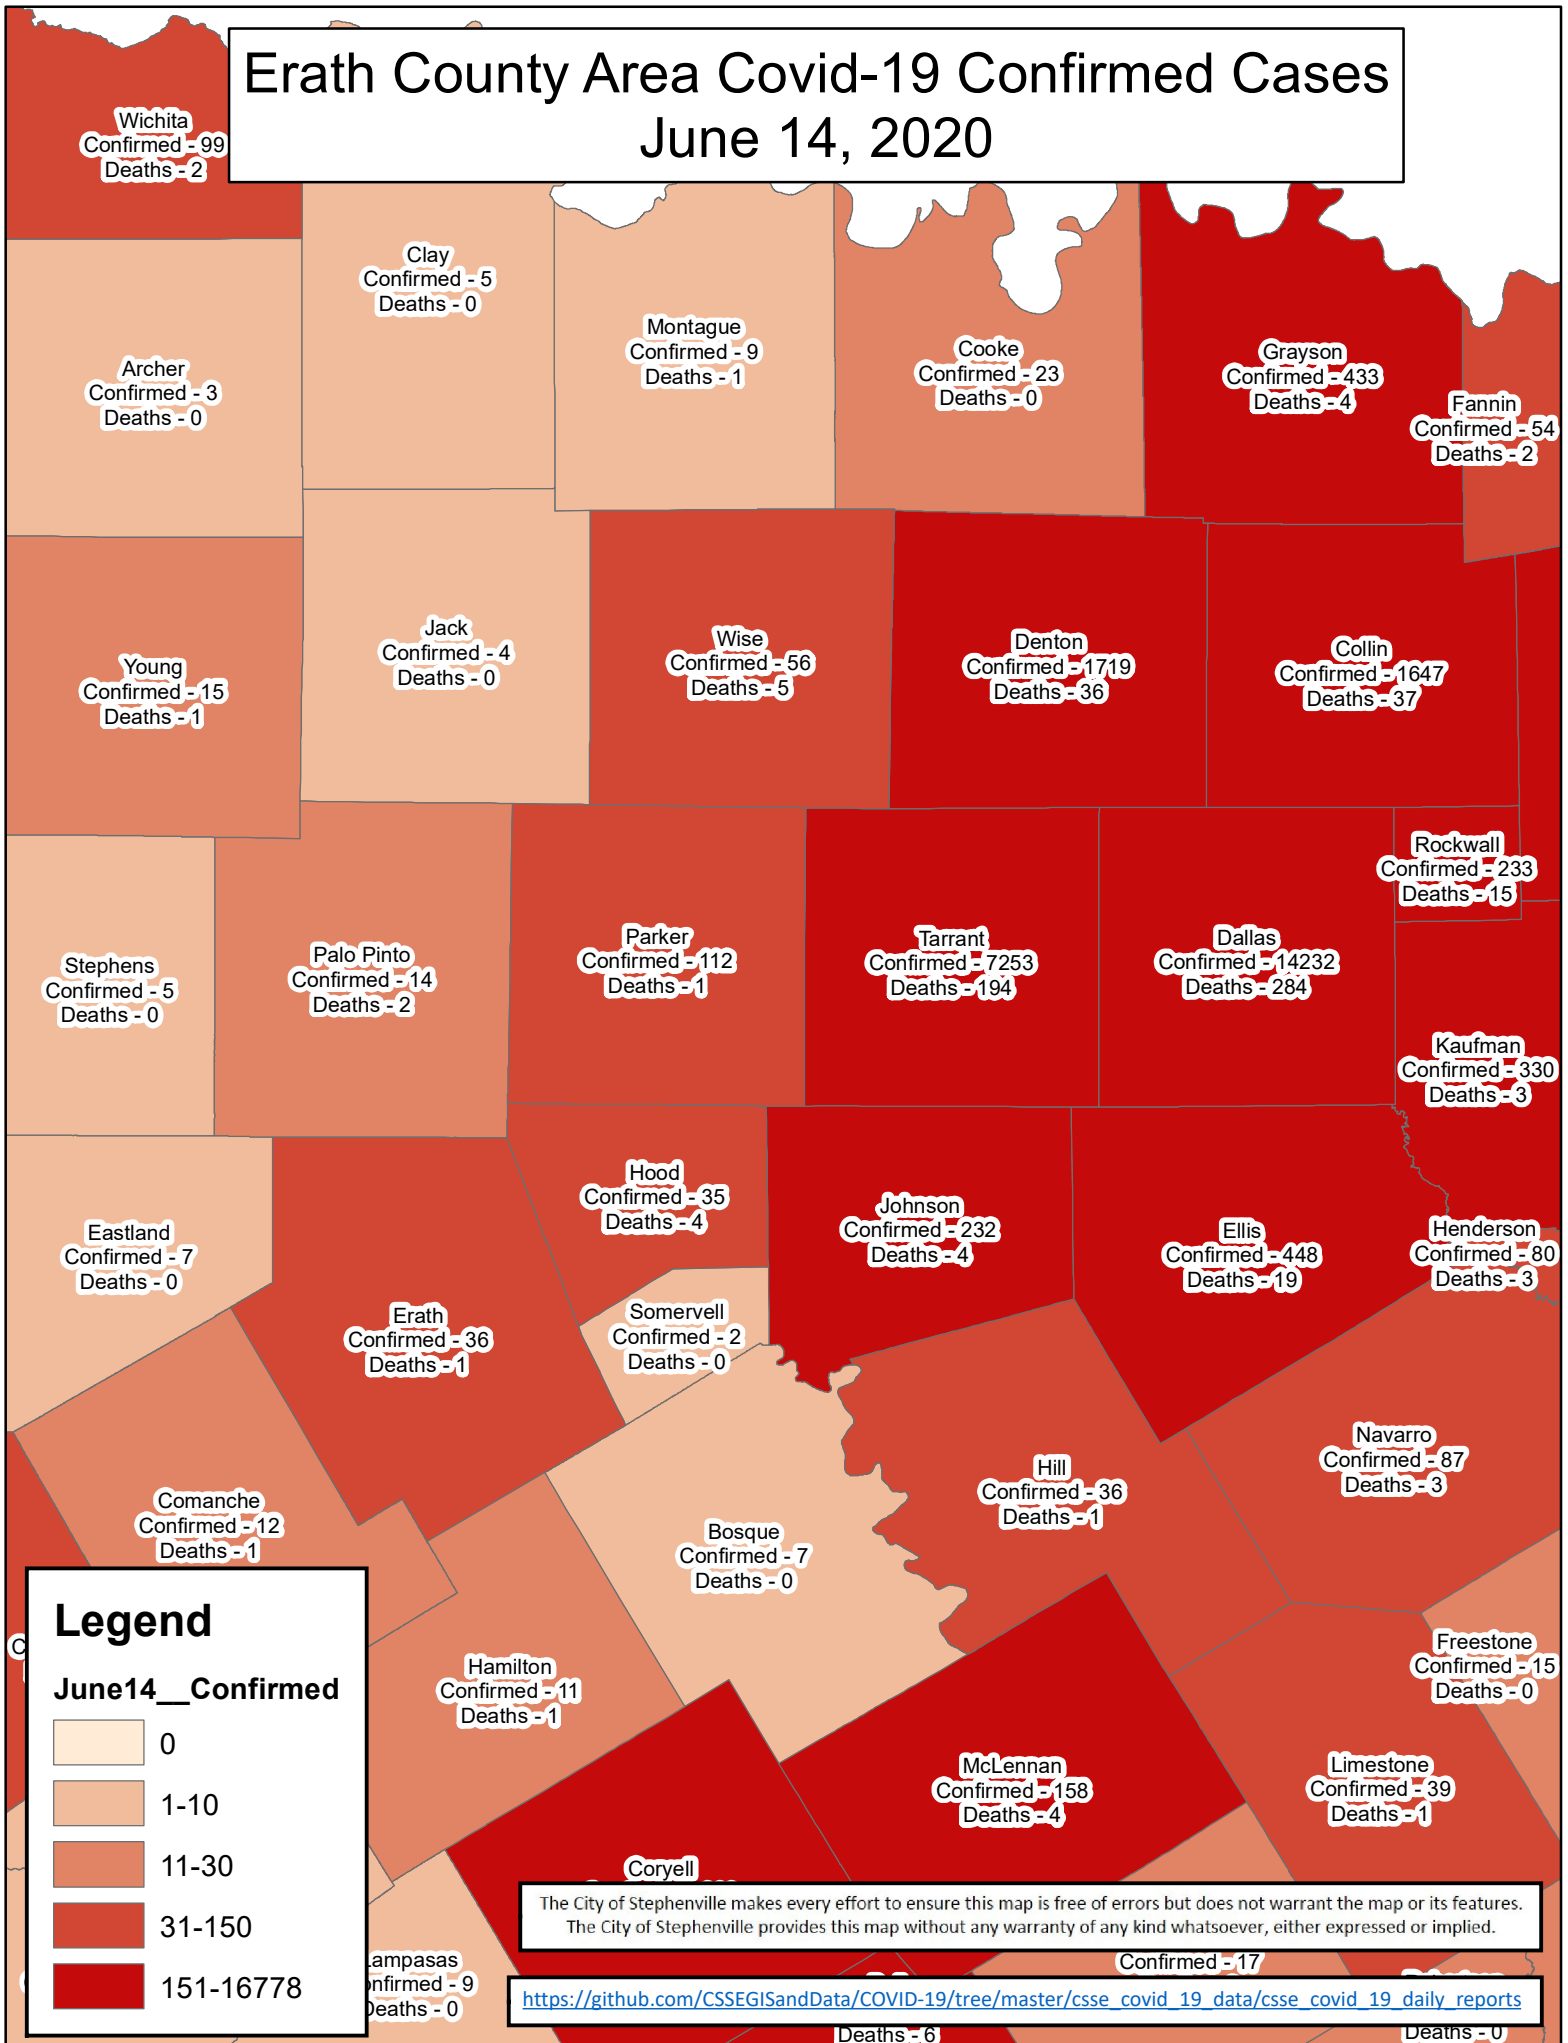 Erath County Area Covid-19 Confirmed Cases
June 14, 2020
Wichita
Confirmed - 99
Deaths - 2
Clay
Confirmed - 5
Deaths - 0
Montague
Confirmed - 9
Deaths - 1
Cooke
Confirmed - 23
Deaths - 0
Grayson
Confirmed - 433
Deaths - 4
Archer
Confirmed - 3
Deaths - 0
Fannin
Confirmed - 54
Deaths - 2
Young
Confirmed - 15
Deaths - 1
Jack
Confirmed - 4
Deaths - 0
Wise
Confirmed - 56
Deaths - 5
Denton
Confirmed - 1719
Deaths - 36
Collin
Confirmed - 1647
Deaths - 37
Rockwall
Confirmed - 233
Deaths - 15
Stephens
Confirmed - 5
Deaths - 0
Palo Pinto
Confirmed - 14
Deaths - 2
Parker
Confirmed - 112
Deaths - 1
Tarrant
Confirmed - 7253
Deaths - 194
Dallas
Confirmed - 14232
Deaths - 284
Kaufman
Confirmed - 330
Deaths - 3
Eastland
Confirmed - 7
Deaths - 0
Hood
Confirmed - 35
Deaths - 4
Johnson
Confirmed - 232
Deaths - 4
Ellis
Confirmed - 448
Deaths - 19
Henderson
Confirmed - 80
Deaths - 3
Erath
Confirmed - 36
Deaths - 1
Somervell
Confirmed - 2
Deaths - 0
Comanche
Confirmed - 12
Deaths - 1
Bosque
Confirmed - 7
Deaths - 0
Hill
Confirmed - 36
Deaths - 1
Navarro
Confirmed - 87
Deaths - 3
Hamilton
Confirmed - 11
Deaths - 1
Freestone
Confirmed - 15
Deaths - 0
McLennan
Confirmed - 158
Deaths - 4
Limestone
Confirmed - 39
Deaths - 1
Coryell
Legend
June14__Confirmed
0
1-10
11-30
31-150
151-16778
The City of Stephenville makes every effort to ensure this map is free of errors but does not warrant the map or its features.
The City of Stephenville provides this map without any warranty of any kind whatsoever, either expressed or implied.
ampasas
nfirmed - 9
Deaths - 0
Confirmed - 17
https://github.com/CSSEGISandData/COVID-19/tree/master/csse_covid_19_data/csse_covid_19_daily_reports
Deaths - 6
Deaths - 0